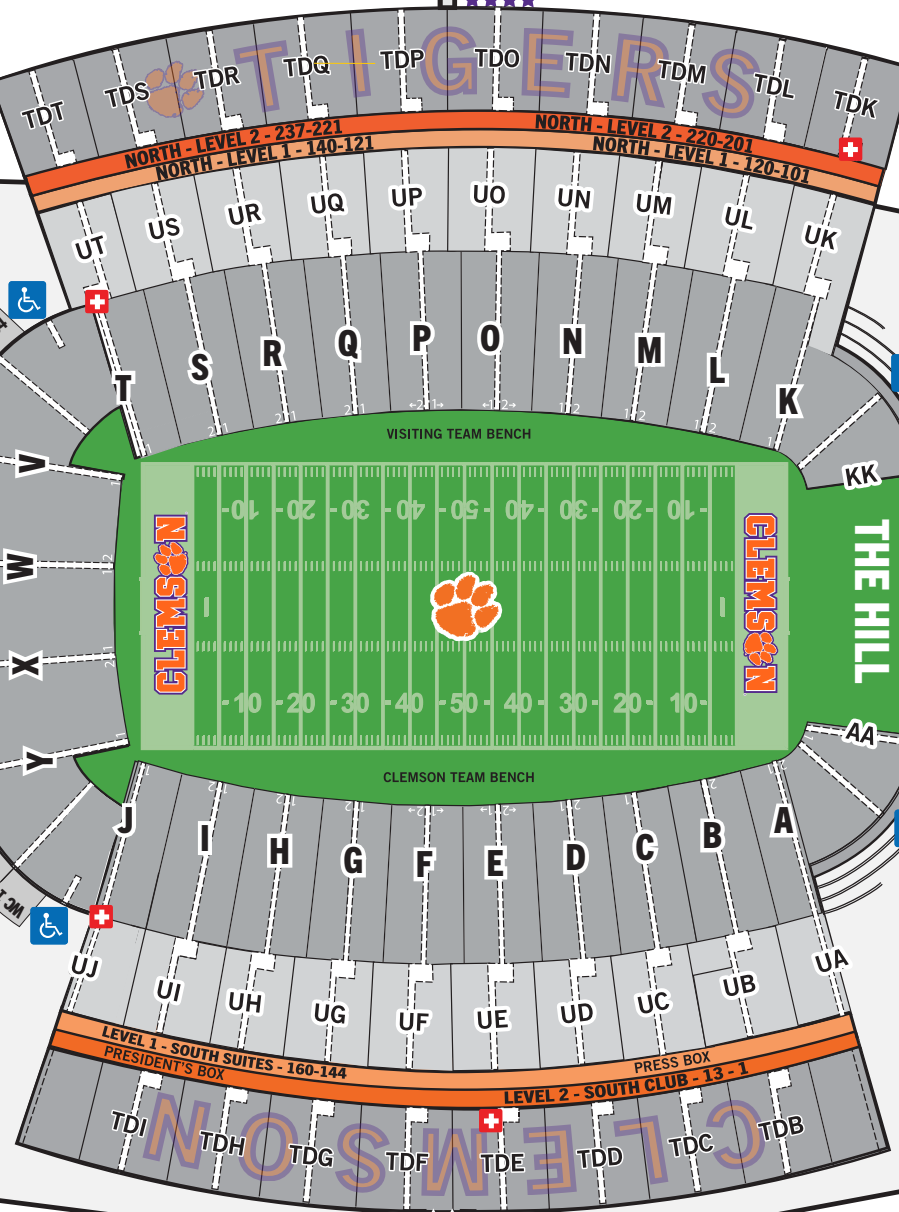 TIGERS
TDT
TDS
TDR
TDQ
TDP
TDO
TDN
TDM
TDL
TDK
NORTH - LEVEL 2 - 237-221
NORTH - LEVEL 2 - 220-201
NORTH - LEVEL 1 - 140-121
NORTH - LEVEL 1 - 120-101
UT
US
UR
UQ
UP
UO
UN
UM
UL
UK
T
S
R
Q
P
O
N
M
L
K
VISITING TEAM BENCH
V
W
X
Y
KK
THE HILL
AA
10 20 30 40 50 40 30 20 10
CLEMSON
CLEMSON
10 20 30 40 50 40 30 20 10
CLEMSON TEAM BENCH
J
I
H
G
F
E
D
C
B
A
WC
UJ
UI
UH
UG
UF
UE
UD
UC
UB
UA
LEVEL 1 - SOUTH SUITES - 160-144
PRESIDENT'S BOX
PRESS BOX
LEVEL 2 - SOUTH CLUB - 13 - 1
CLEMSON
TDI
TDH
TDG
TDF
TDE
TDD
TDC
TDB